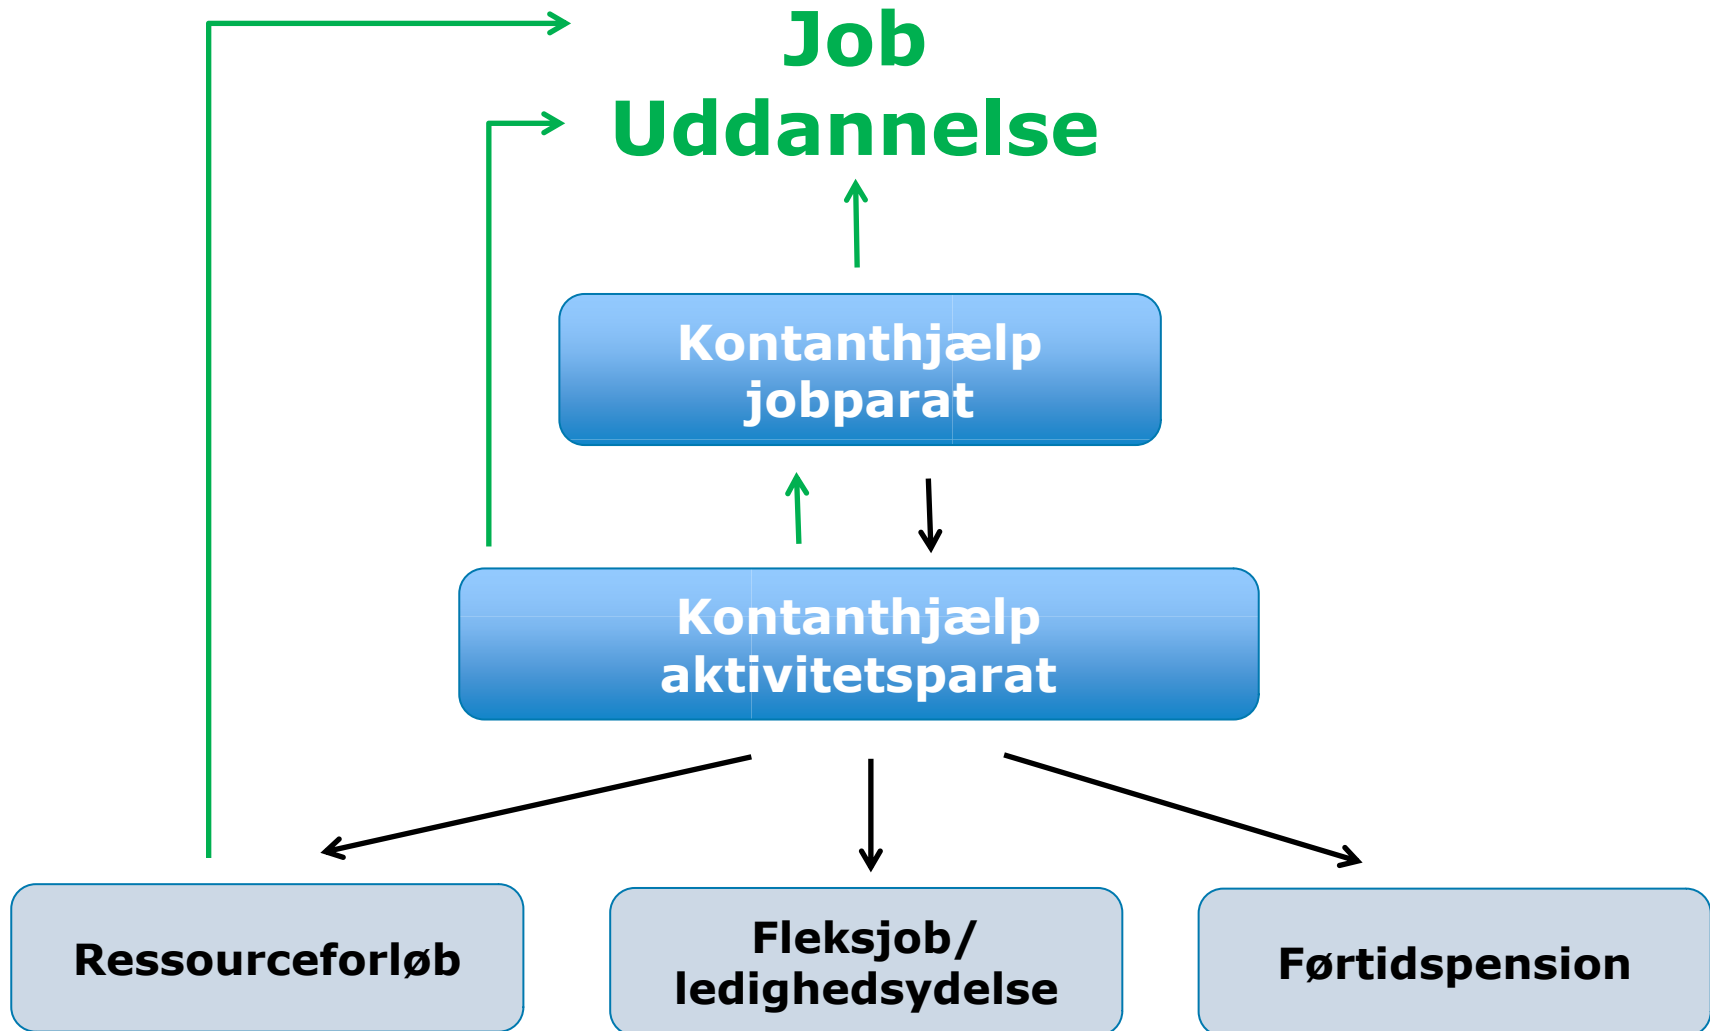 Job
Uddannelse
Kontanthjælp
jobparat
Kontanthjælp
aktivitetsparat
Ressourceforløb
Fleksjob/
ledighedsydelse
Førtidspension